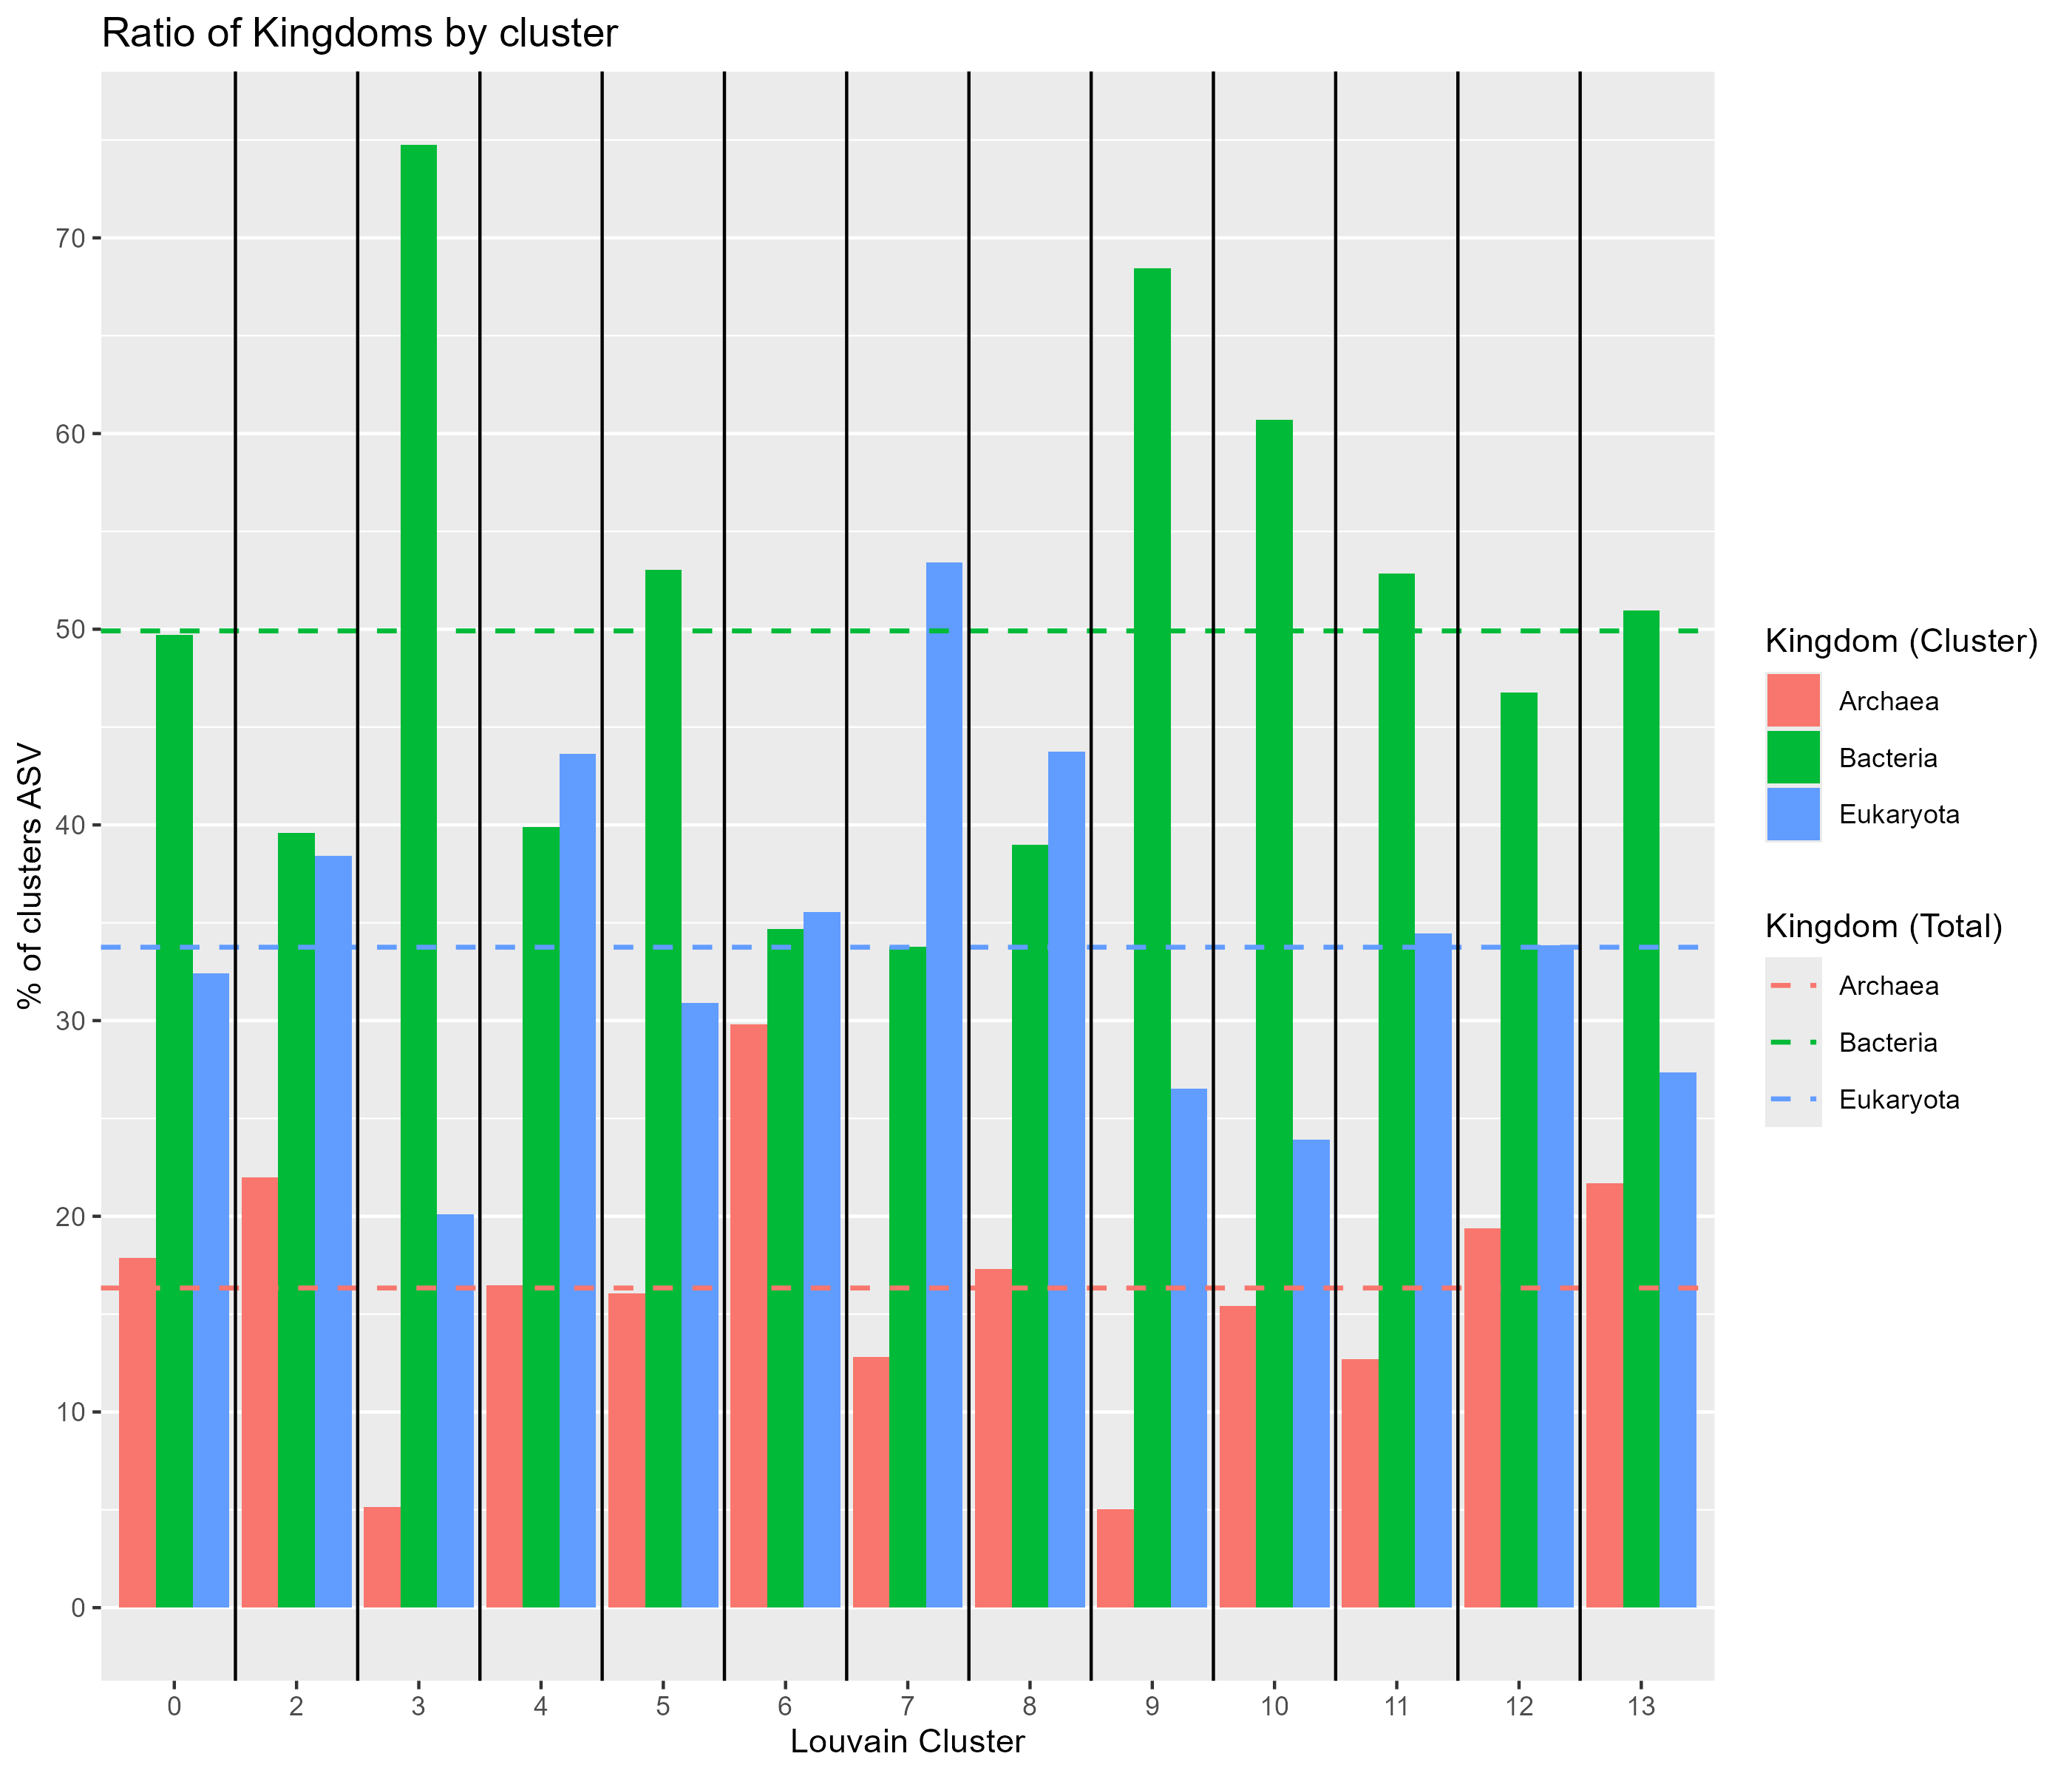 Ratio of Kingdoms by cluster
% of clusters ASV
70
60
50
40
30
20
10
0
0 2 3 4 5 6 7 8 9 10 11 12 13
Louvain Cluster
Kingdom (Cluster)
Archaea
Bacteria
Eukaryota
Kingdom (Total)
Archaea
Bacteria
Eukaryota